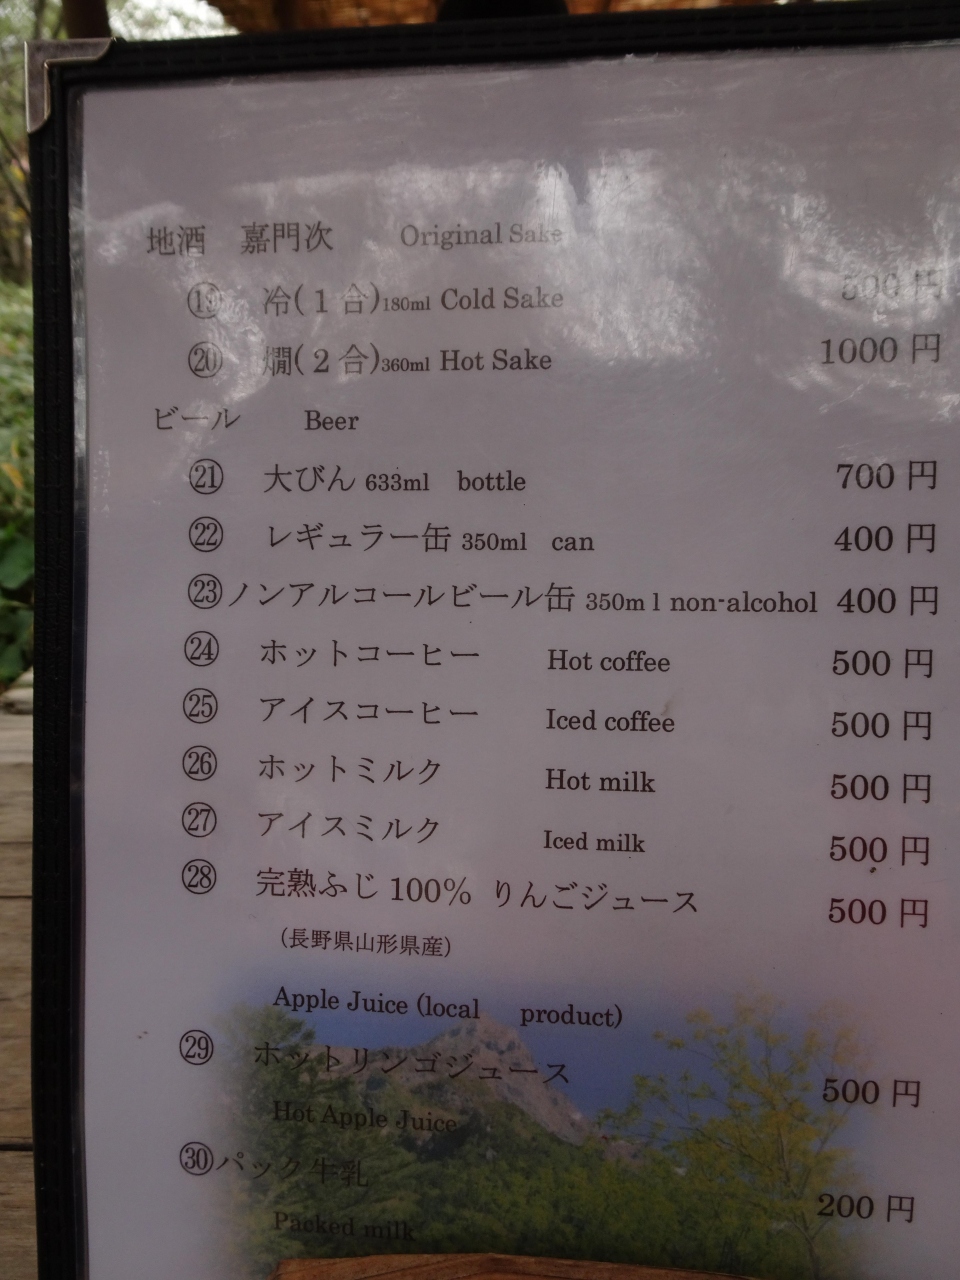 地酒 嘉門次 Original Sake
⑲ 冷(1合)180ml Cold Sake 500円
⑳ 燗(2合)360ml Hot Sake 1000円
ビール Beer
㉑ 大びん 633ml bottle 700円
㉒ レギュラー缶 350ml can 400円
㉓ノンアルコールビール缶 350ml non-alcohol 400円
㉔ ホットコーヒー Hot coffee 500円
㉕ アイスコーヒー Iced coffee 500円
㉖ ホットミルク Hot milk 500円
㉗ アイスミルク Iced milk 500円
㉘ 完熟ふじ 100% りんごジュース 500円
(長野県山形県産)
Apple Juice (local product)
㉙ ホットリンゴジュース 500円
Hot Apple Juice
㉚パック牛乳 200円
Packed milk